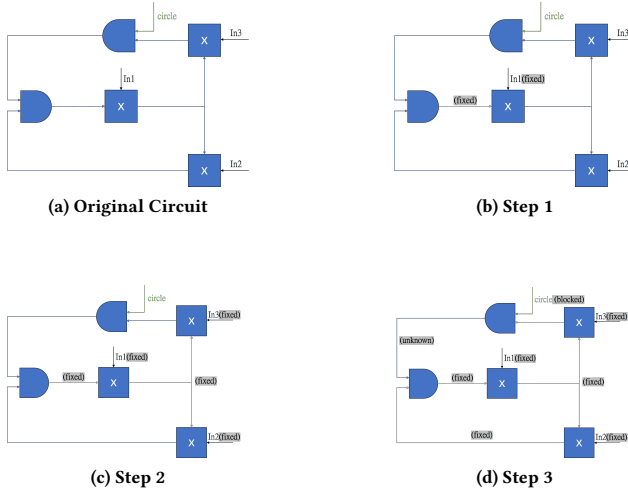 circle
In3
X
In1
X
X
In2
(a) Original Circuit
circle
In3
X
In1(fixed)
(fixed)
X
X
In2
(b) Step 1
circle
In3(fixed)
X
In1(fixed)
(fixed)
X
(fixed)
In2(fixed)
X
(c) Step 2
circle(blocked)
In3(fixed)
X
(unknown)
In1(fixed)
(fixed)
X
(fixed)
(fixed)
In2(fixed)
X
(d) Step 3